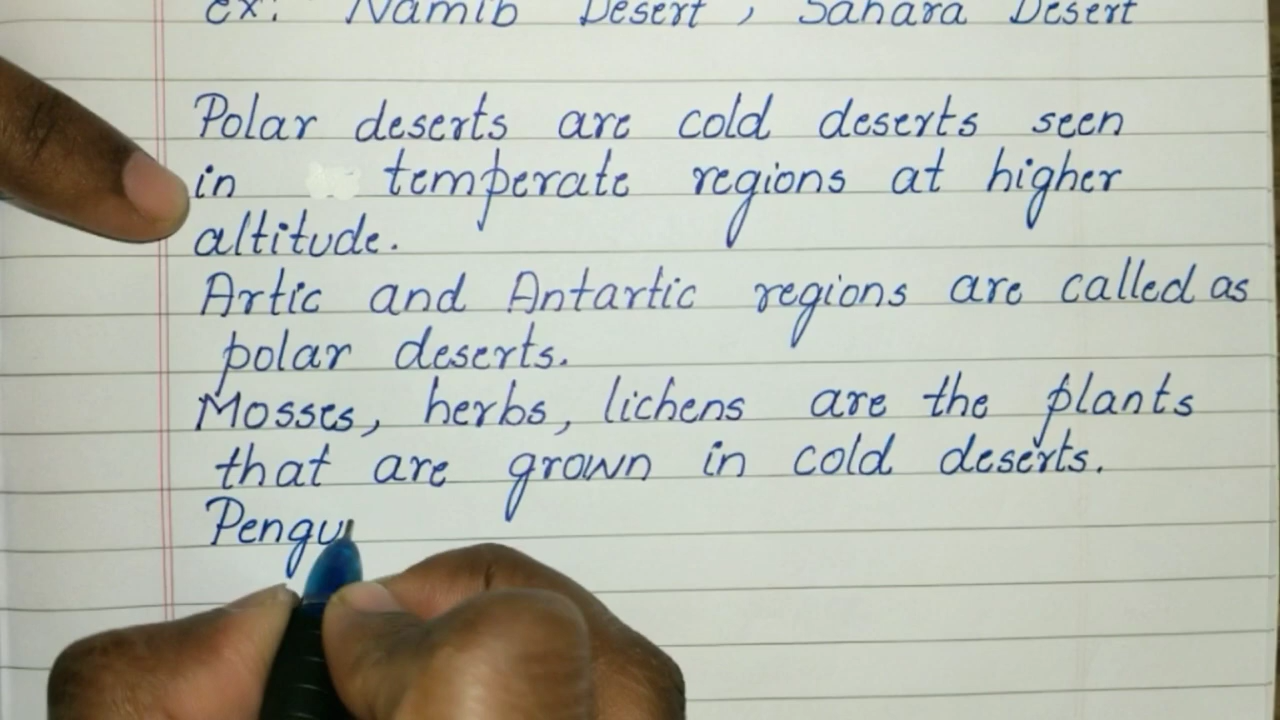 ex: Namib Desert, Sahara Desert
Polar deserts are cold deserts seen
in temperate regions at higher
altitude.
Artic and Antartic regions are called as
polar deserts.
Mosses, herbs, lichens are the plants
that are grown in cold deserts.
Pengu